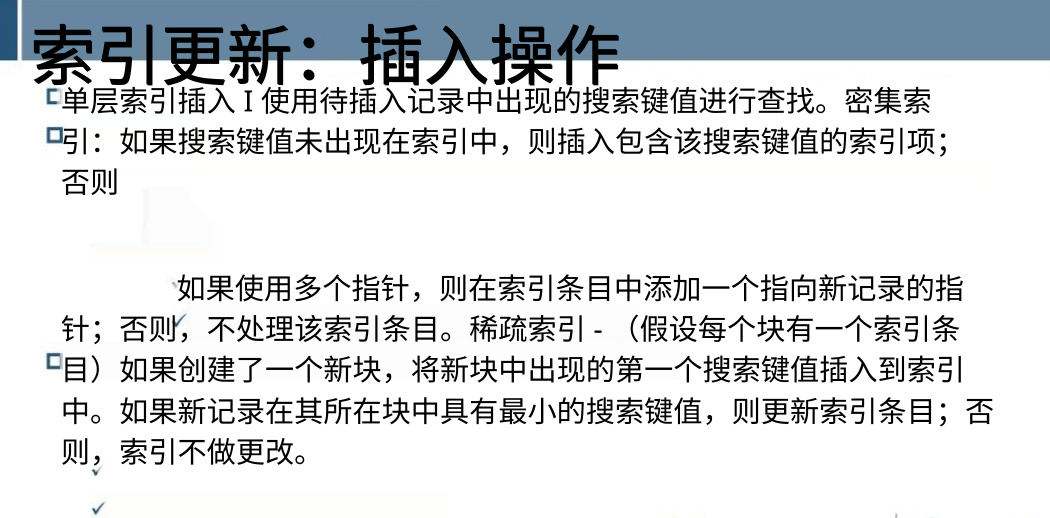 索引更新：插入操作
单层索引插入 I 使用待插入记录中出现的搜索键值进行查找。密集索
引：如果搜索键值未出现在索引中，则插入包含该搜索键值的索引项；
否则
如果使用多个指针，则在索引条目中添加一个指向新记录的指
针；否则，不处理该索引条目。稀疏索引 - （假设每个块有一个索引条
目）如果创建了一个新块，将新块中出现的第一个搜索键值插入到索引
中。如果新记录在其所在块中具有最小的搜索键值，则更新索引条目；否
则，索引不做更改。